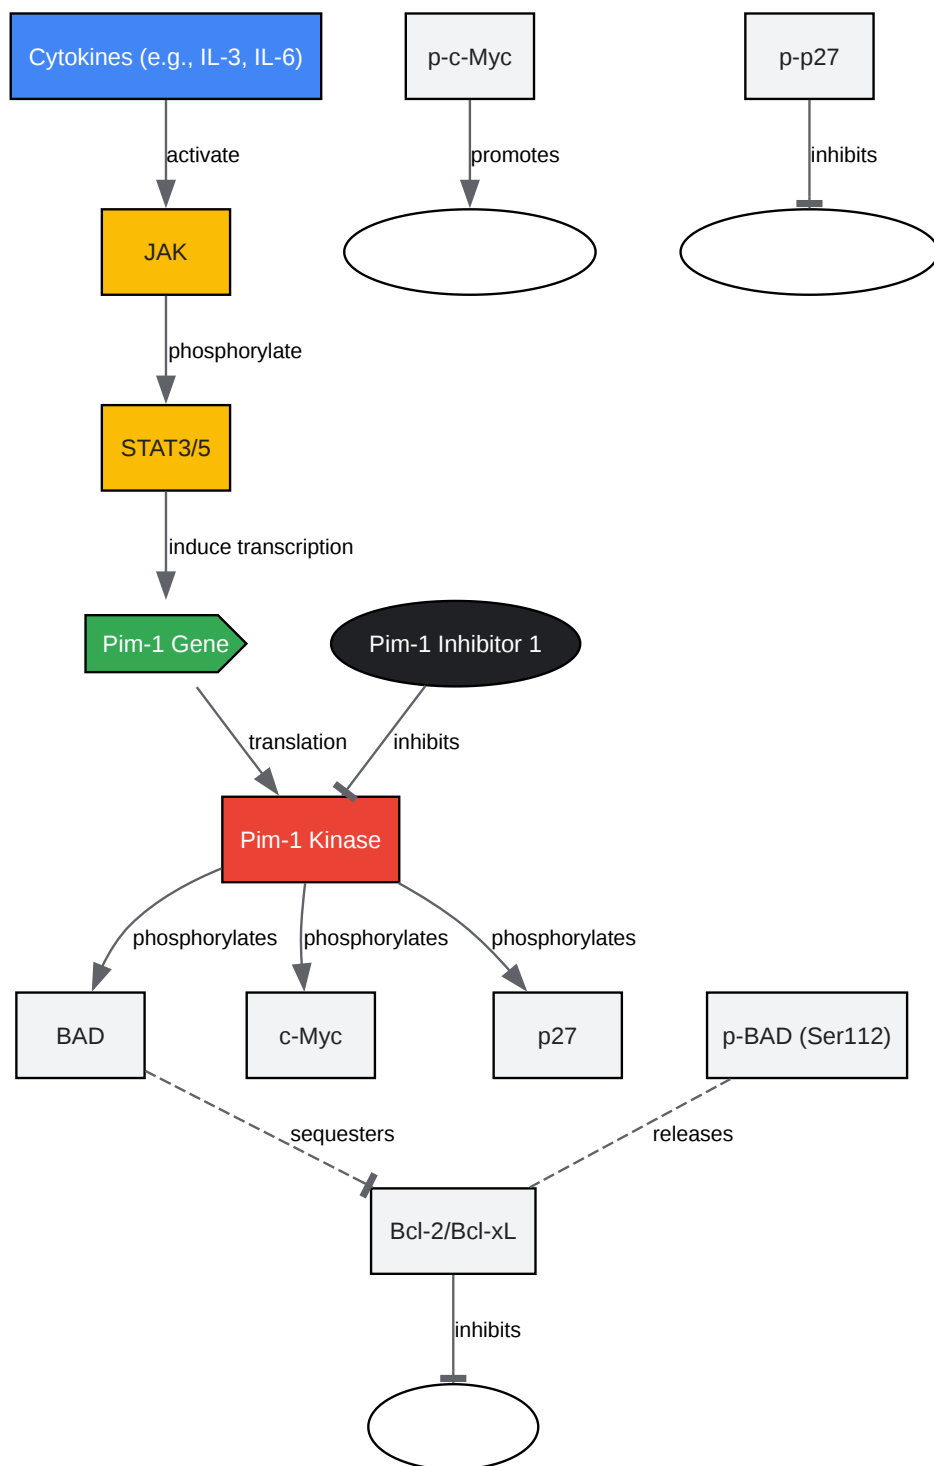 Cytokines (e.g., IL-3, IL-6)
p-c-Myc
p-p27
activate
promotes
inhibits
JAK
phosphorylate
STAT3/5
induce transcription
Pim-1 Gene
Pim-1 Inhibitor 1
translation
inhibits
Pim-1 Kinase
phosphorylates
phosphorylates
phosphorylates
BAD
c-Myc
p27
p-BAD (Ser112)
sequesters
releases
Bcl-2/Bcl-xL
inhibits